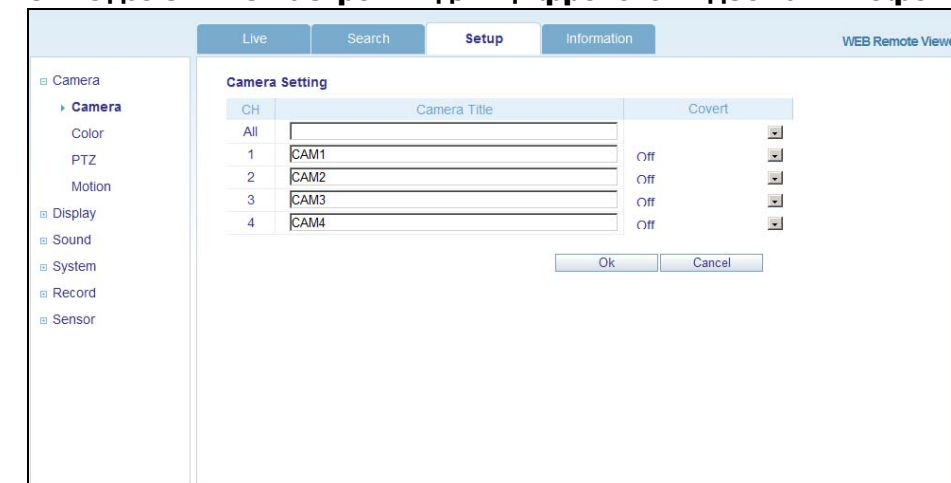 Live Search Setup Information WEB Remote Viewe
Camera
Camera
Color
PTZ
Motion
Display
Sound
System
Record
Sensor
Camera Setting
CH Camera Title Covert
All
1 CAM1 Off
2 CAM2 Off
3 CAM3 Off
4 CAM4 Off
Ok Cancel